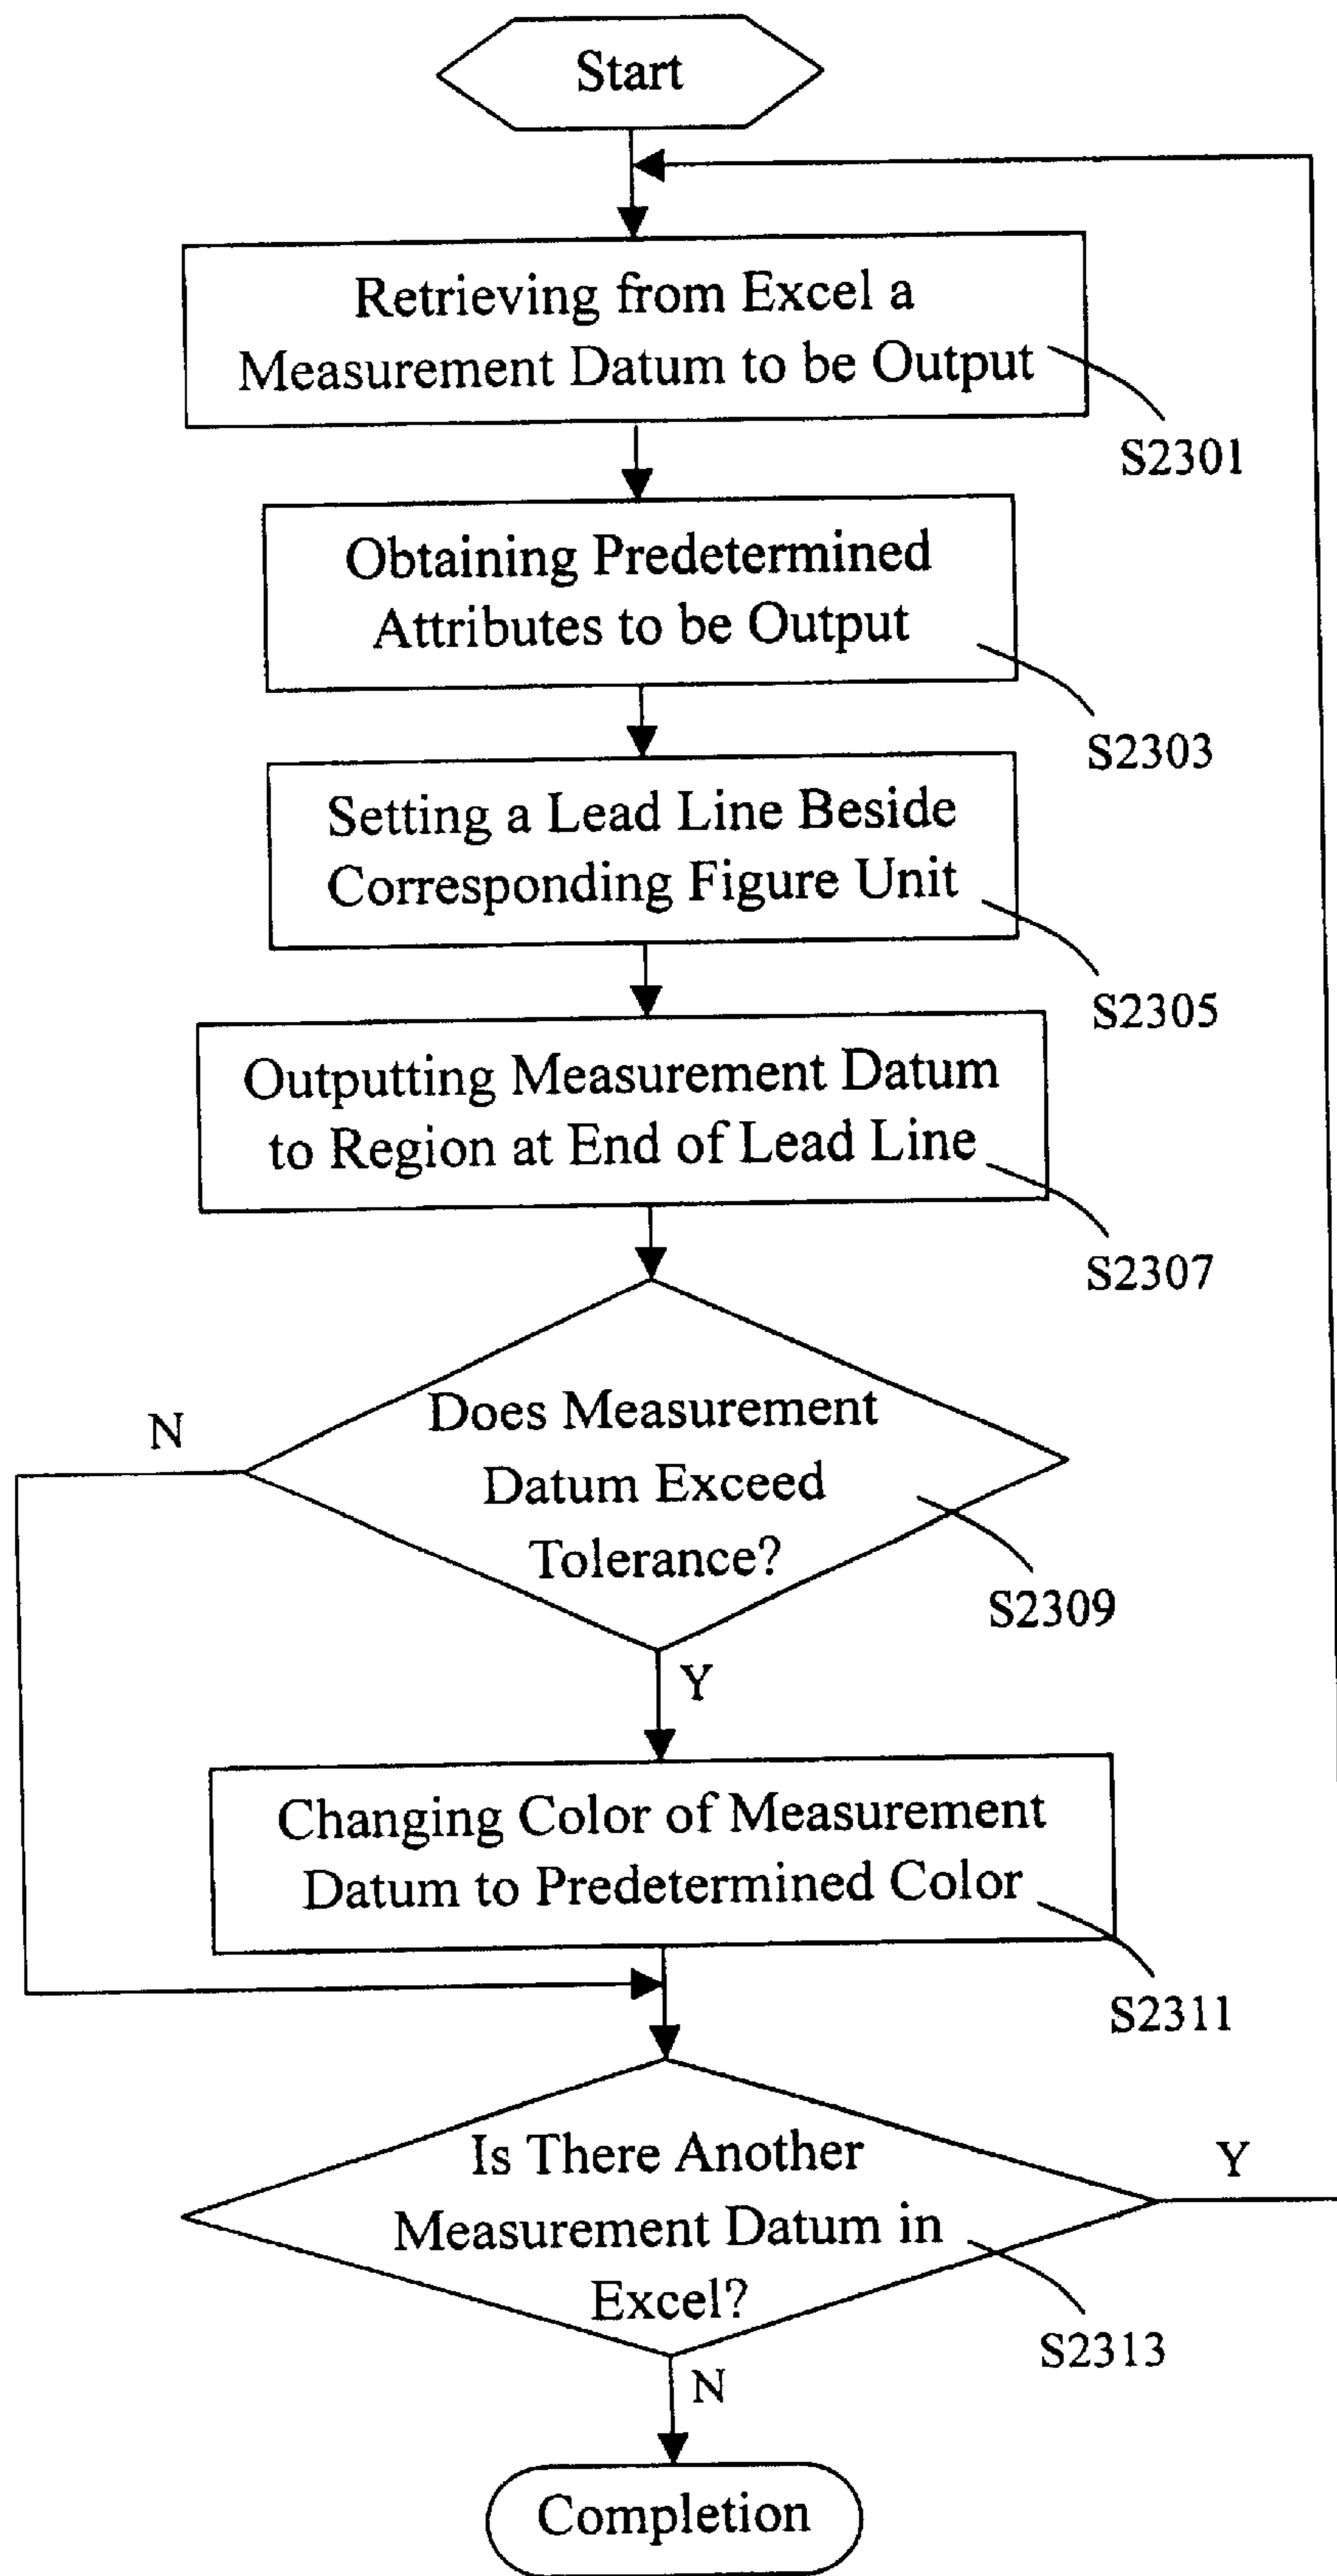 Start
Retrieving from Excel a
Measurement Datum to be Output
S2301
Obtaining Predetermined
Attributes to be Output
S2303
Setting a Lead Line Beside
Corresponding Figure Unit
S2305
Outputting Measurement Datum
to Region at End of Lead Line
S2307
N
Does Measurement
Datum Exceed
Tolerance?
S2309
Y
Changing Color of Measurement
Datum to Predetermined Color
S2311
Is There Another
Measurement Datum in
Excel?
Y
S2313
N
Completion